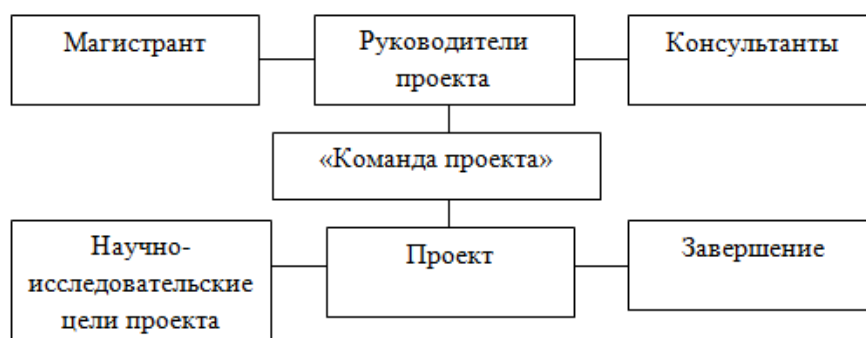 Магистрант
Руководители
проекта
Консультанты
«Команда проекта»
Научно-
исследовательские
цели проекта
Проект
Завершение